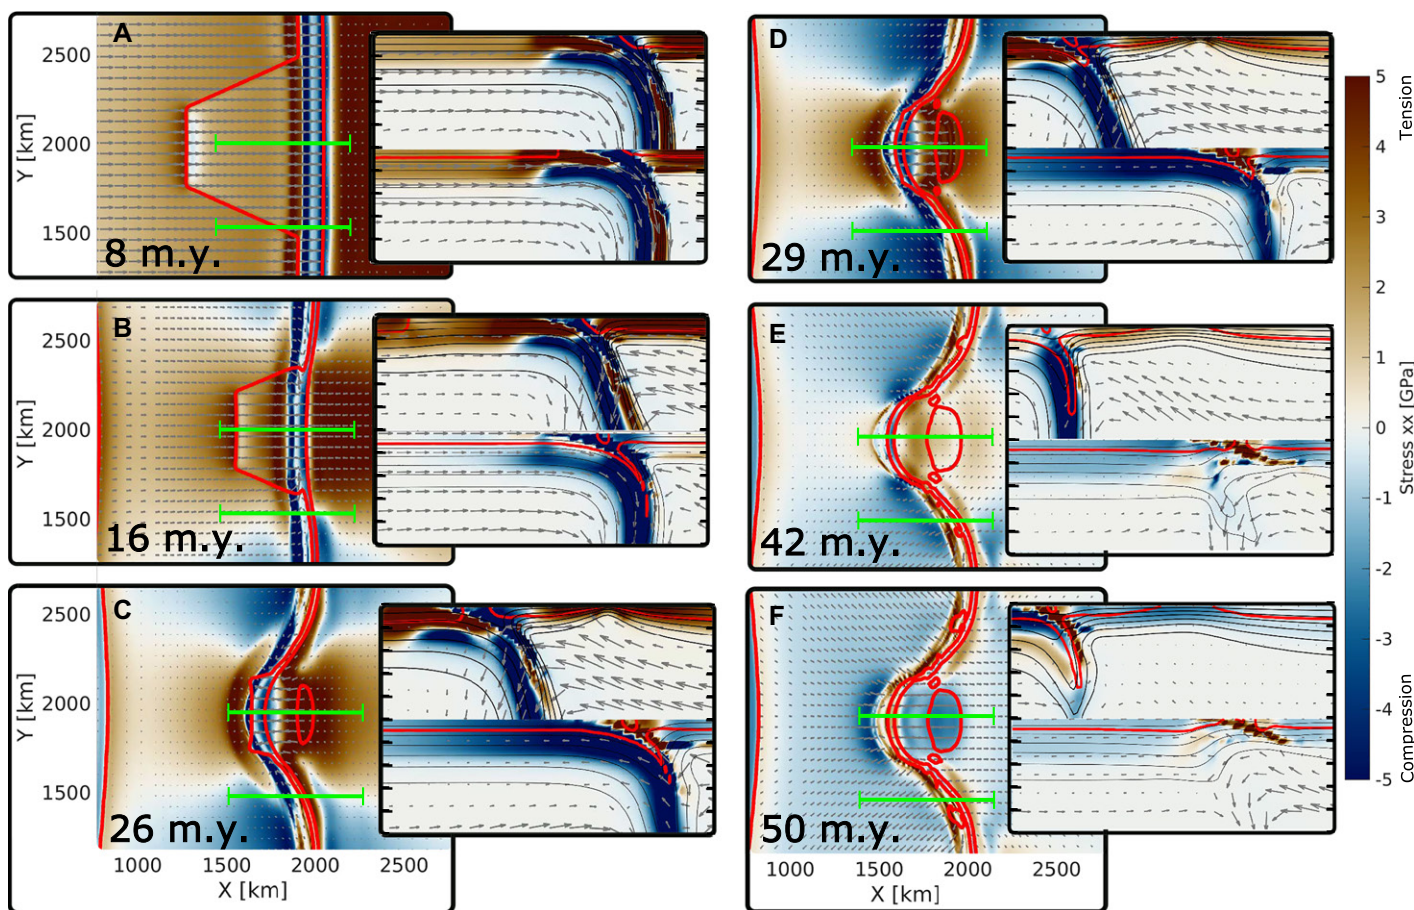 A
2500
2000
1500
Y [km]
8 m.y.
B
2500
2000
1500
Y [km]
16 m.y.
C
2500
2000
1500
Y [km]
26 m.y.
1000 1500 2000 2500
X [km]
D
29 m.y.
E
42 m.y.
F
50 m.y.
1000 1500 2000 2500
X [km]
5
4
3
2
1
0
-1
-2
-3
-4
-5
Tension
Stress xx [GPa]
Compression